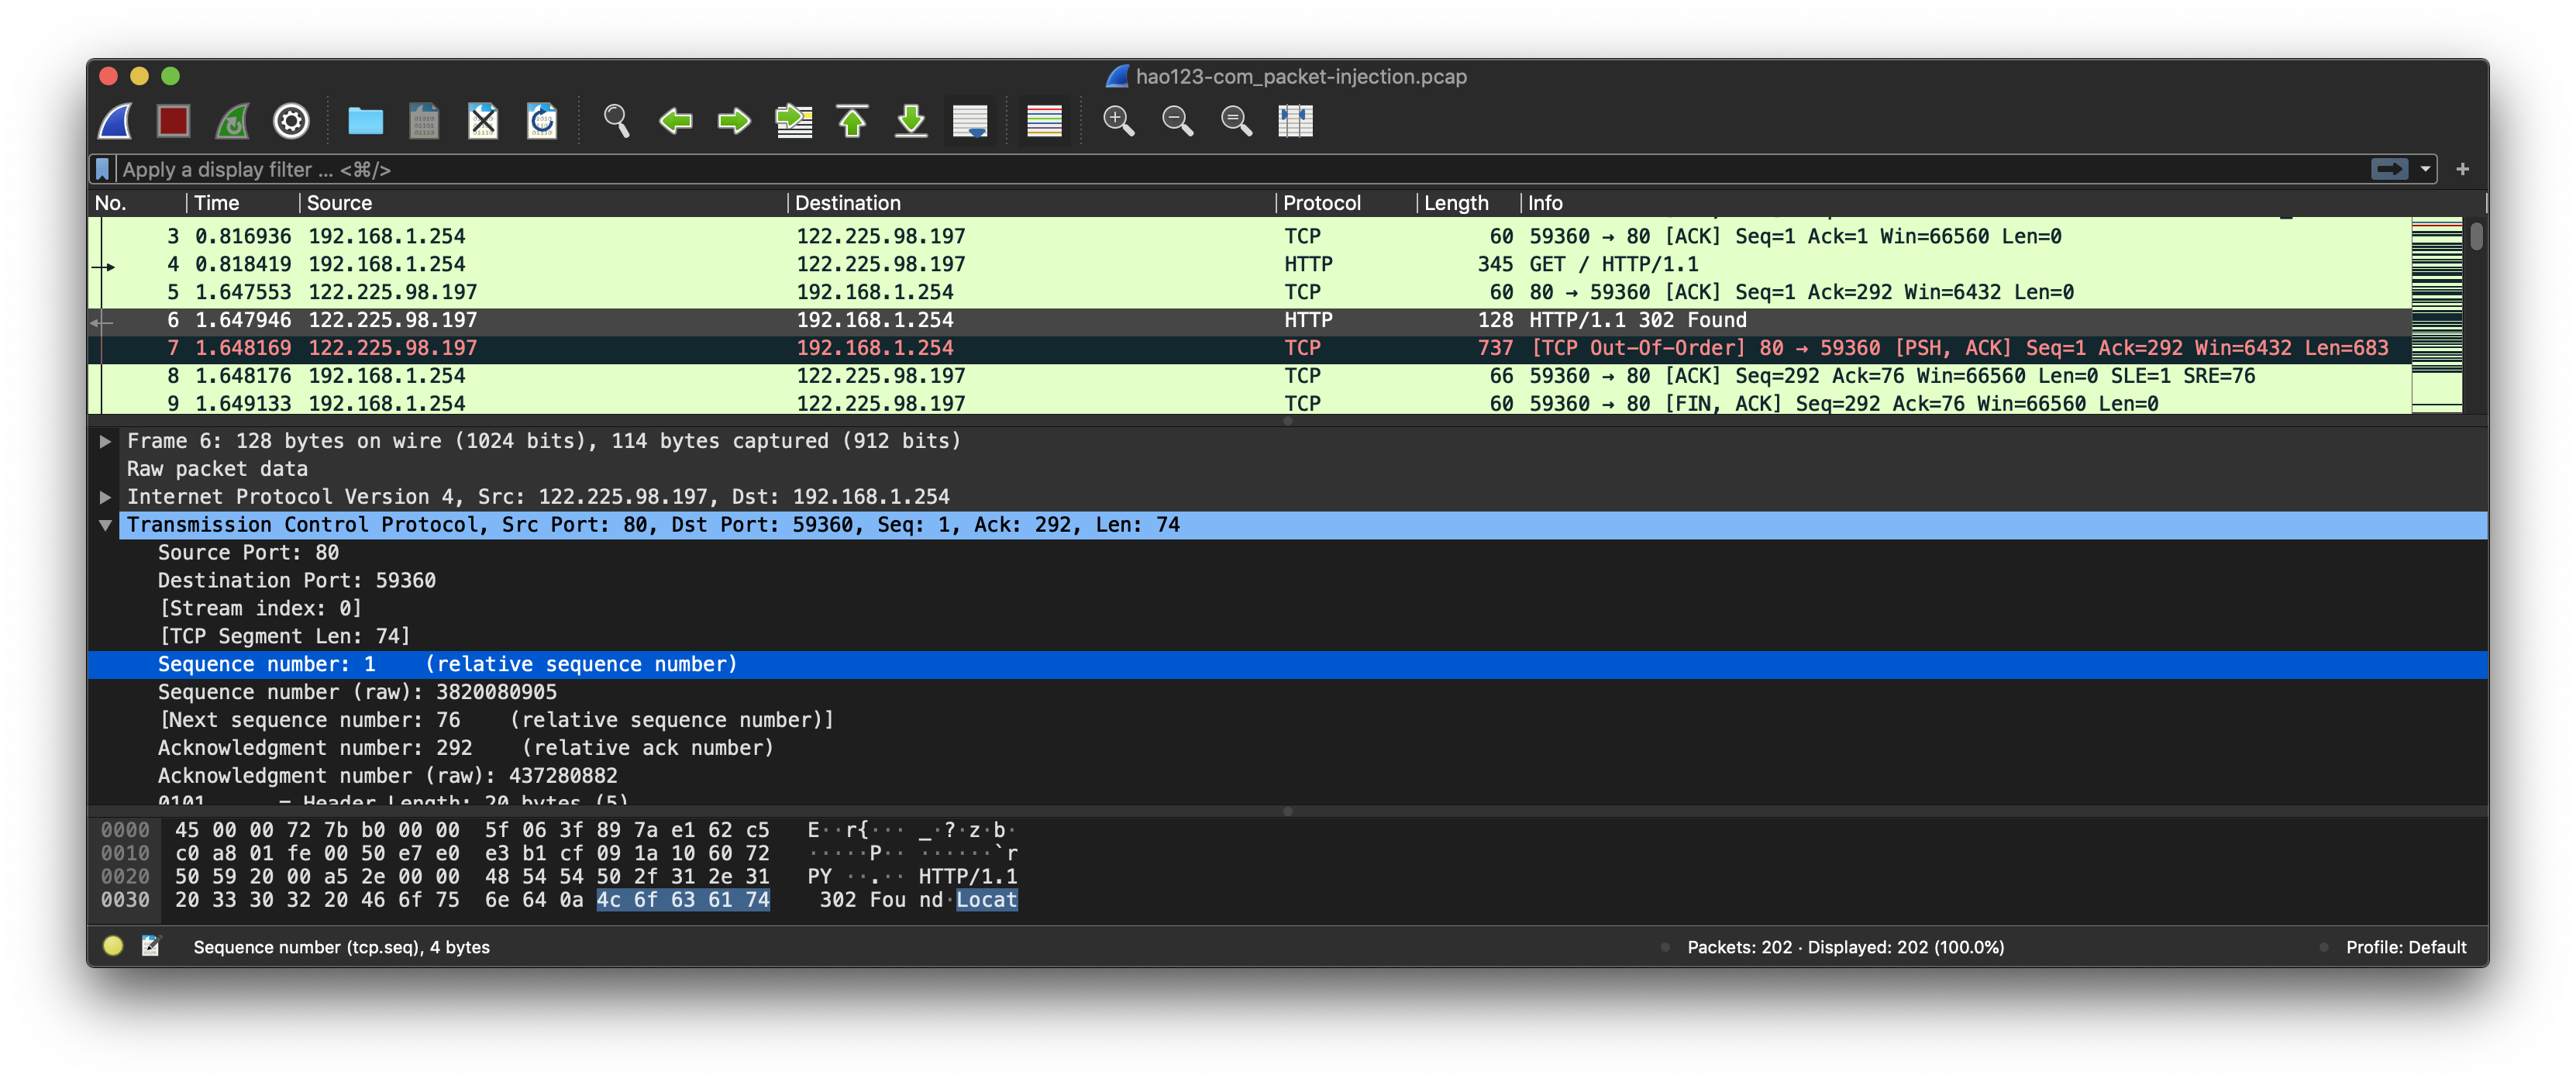 hao123-com_packet-injection.pcap
Apply a display filter ... <⌘/>
No. Time Source Destination Protocol Length Info
3 0.816936 192.168.1.254 122.225.98.197 TCP 60 59360 → 80 [ACK] Seq=1 Ack=1 Win=66560 Len=0
4 0.818419 192.168.1.254 122.225.98.197 HTTP 345 GET / HTTP/1.1
5 1.647553 122.225.98.197 192.168.1.254 TCP 60 80 → 59360 [ACK] Seq=1 Ack=292 Win=6432 Len=0
6 1.647946 122.225.98.197 192.168.1.254 HTTP 128 HTTP/1.1 302 Found
7 1.648169 122.225.98.197 192.168.1.254 TCP 737 [TCP Out-Of-Order] 80 → 59360 [PSH, ACK] Seq=1 Ack=292 Win=6432 Len=683
8 1.648176 192.168.1.254 122.225.98.197 TCP 66 59360 → 80 [ACK] Seq=292 Ack=76 Win=66560 Len=0 SLE=1 SRE=76
9 1.649133 192.168.1.254 122.225.98.197 TCP 60 59360 → 80 [FIN, ACK] Seq=292 Ack=76 Win=66560 Len=0
Frame 6: 128 bytes on wire (1024 bits), 114 bytes captured (912 bits)
Raw packet data
Internet Protocol Version 4, Src: 122.225.98.197, Dst: 192.168.1.254
Transmission Control Protocol, Src Port: 80, Dst Port: 59360, Seq: 1, Ack: 292, Len: 74
Source Port: 80
Destination Port: 59360
[Stream index: 0]
[TCP Segment Len: 74]
Sequence number: 1    (relative sequence number)
Sequence number (raw): 3820080905
[Next sequence number: 76    (relative sequence number)]
Acknowledgment number: 292    (relative ack number)
Acknowledgment number (raw): 437280882
0101 .... = Header Length: 20 bytes (5)
0000 45 00 00 72 7b b0 00 00 5f 06 3f 89 7a e1 62 c5 E··r{··· _·?·z·b·
0010 c0 a8 01 fe 00 50 e7 e0 e3 b1 cf 09 1a 10 60 72 ·····P·· ······`r
0020 50 59 20 00 a5 2e 00 00 48 54 54 50 2f 31 2e 31 PY ··.·· HTTP/1.1
0030 20 33 30 32 20 46 6f 75 6e 64 0a 4c 6f 63 61 74 302 Fou nd·Locat
Sequence number (tcp.seq), 4 bytes
Packets: 202 · Displayed: 202 (100.0%)
Profile: Default